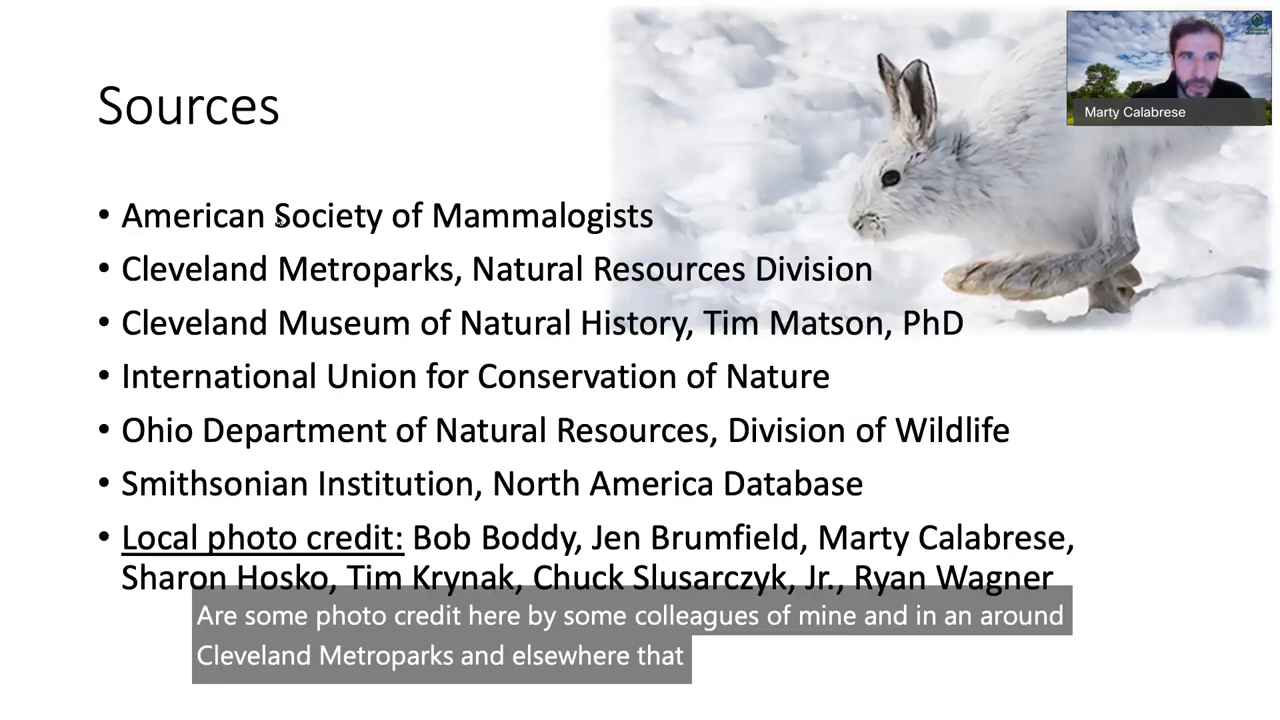 Sources
Marty Calabrese
• American Society of Mammalogists
• Cleveland Metroparks, Natural Resources Division
• Cleveland Museum of Natural History, Tim Matson, PhD
• International Union for Conservation of Nature
• Ohio Department of Natural Resources, Division of Wildlife
• Smithsonian Institution, North America Database
• Local photo credit: Bob Boddy, Jen Brumfield, Marty Calabrese,
Sharon Hosko, Tim Krynak, Chuck Slusarczyk, Jr., Ryan Wagner
Are some photo credit here by some colleagues of mine and in an around
Cleveland Metroparks and elsewhere that